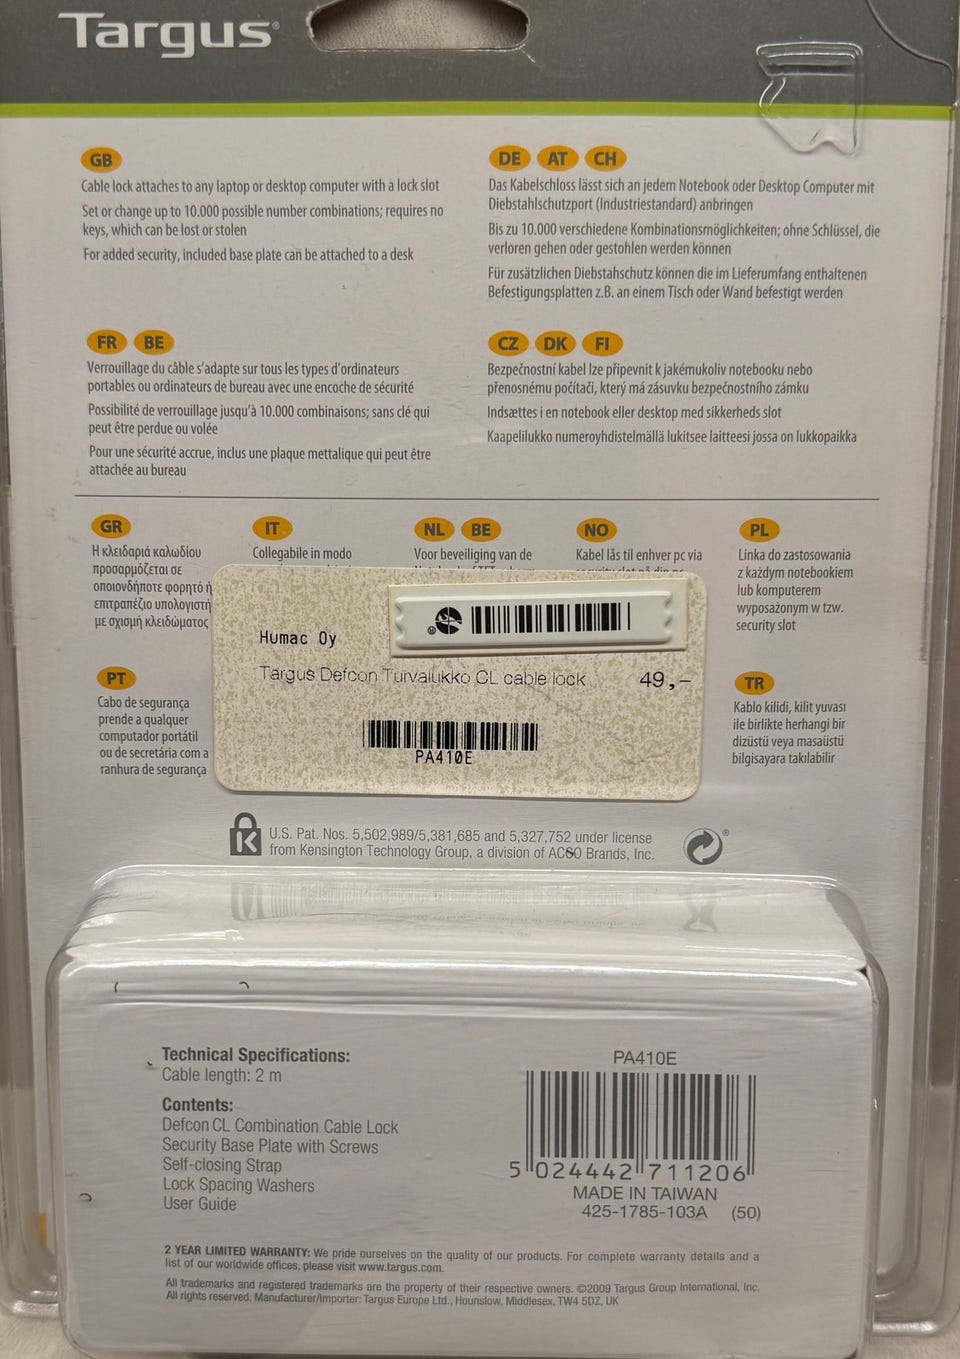 Targus®
GB
Cable lock attaches to any laptop or desktop computer with a lock slot
Set or change up to 10.000 possible number combinations; requires no
keys, which can be lost or stolen
For added security, included base plate can be attached to a desk
DE AT CH
Das Kabelschloss lässt sich an jedem Notebook oder Desktop Computer mit
Diebstahlschutzport (Industriestandard) anbringen
Bis zu 10.000 verschiedene Kombinationsmöglichkeiten; ohne Schlüssel, die
verloren gehen oder gestohlen werden können
Für zusätzlichen Diebstahschutz können die im Lieferumfang enthaltenen
Befestigungsplatten z.B. an einem Tisch oder Wand befestigt werden
FR BE
Verrouillage du câble s'adapte sur tous les types d'ordinateurs
portables ou ordinateurs de bureau avec une encoche de sécurité
Possibilité de verrouillage jusqu'à 10.000 combinaisons; sans clé qui
peut être perdue ou volée
Pour une sécurité accrue, inclus une plaque mettalique qui peut être
attachée au bureau
CZ DK FI
Bezpečnostní kabel lze připevnit k jakémukoliv notebooku nebo
přenosnému počítači, který má zásuvku bezpečnostního zámku
Indsættes i en notebook eller desktop med sikkerheds slot
Kaapelilukko numeroyhdistelmällä lukitsee laitteesi jossa on lukkopaikka
GR
Η κλειδαριά καλωδίου
προσαρμόζεται σε
οποιονδήποτε φορητό ή
επιτραπέζιο υπολογιστή
με σχισμή κλειδώματος
IT
Collegabile in modo
NL BE
Voor beveiliging van de
NO
Kabel lås til enhver pc via
PL
Linka do zastosowania
z każdym notebookiem
lub komputerem
wyposażonym w tzw.
security slot
PT
Cabo de segurança
prende a qualquer
computador portátil
ou de secretária com a
ranhura de segurança
Humac Oy
Targus Defcon Turvalukko CL cable lock 49,-
PA410E
TR
Kablo kilidi, kilit yuvası
ile birlikte herhangi bir
dizüstü veya masaüstü
bilgisayara takılabilir
K
U.S. Pat. Nos. 5,502,989/5,381,685 and 5,327,752 under license
from Kensington Technology Group, a division of ACCO Brands, Inc.
Technical Specifications:
Cable length: 2 m
Contents:
Defcon CL Combination Cable Lock
Security Base Plate with Screws
Self-closing Strap
Lock Spacing Washers
User Guide
PA410E
5 024442 711206
MADE IN TAIWAN
425-1785-103A (50)
2 YEAR LIMITED WARRANTY: We pride ourselves on the quality of our products. For complete warranty details and a
list of our worldwide offices, please visit www.targus.com.
All trademarks and registered trademarks are the property of their respective owners. ©2009 Targus Group International, Inc.
All rights reserved. Manufacturer/Importer: Targus Europe Ltd., Hounslow, Middlesex, TW4 5DZ, UK